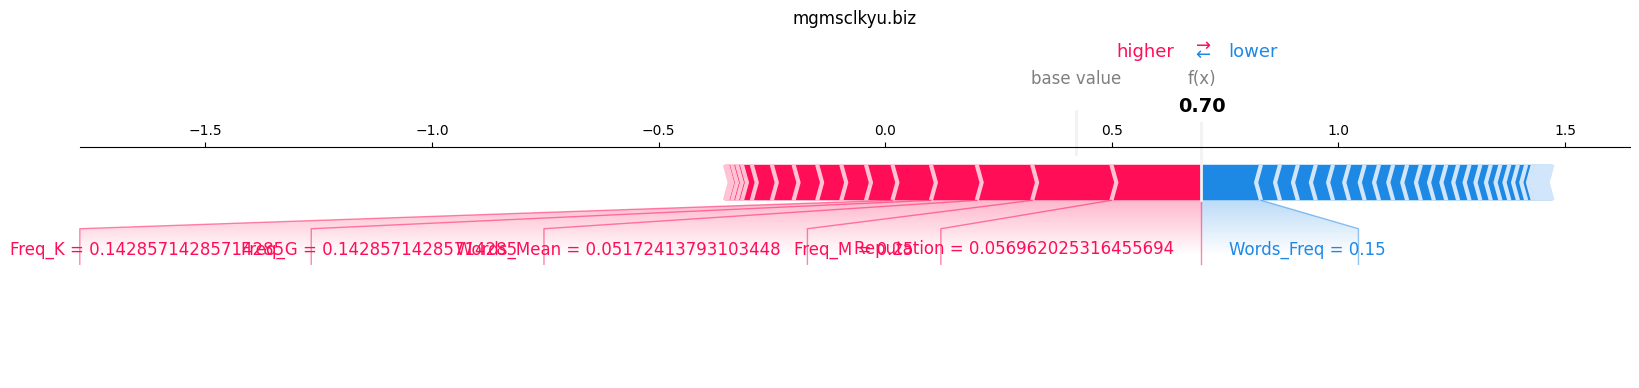 mgmsclkyu.biz
higher ⇄ lower
base value f(x)
0.70
−1.5 −1.0 −0.5 0.0 0.5 1.0 1.5
Freq_K = 0.14285714285714285 Freq_G = 0.14285714285714285 Words_Mean = 0.05172413793103448 Freq_M = 0.25 Reputation = 0.056962025316455694 Words_Freq = 0.15